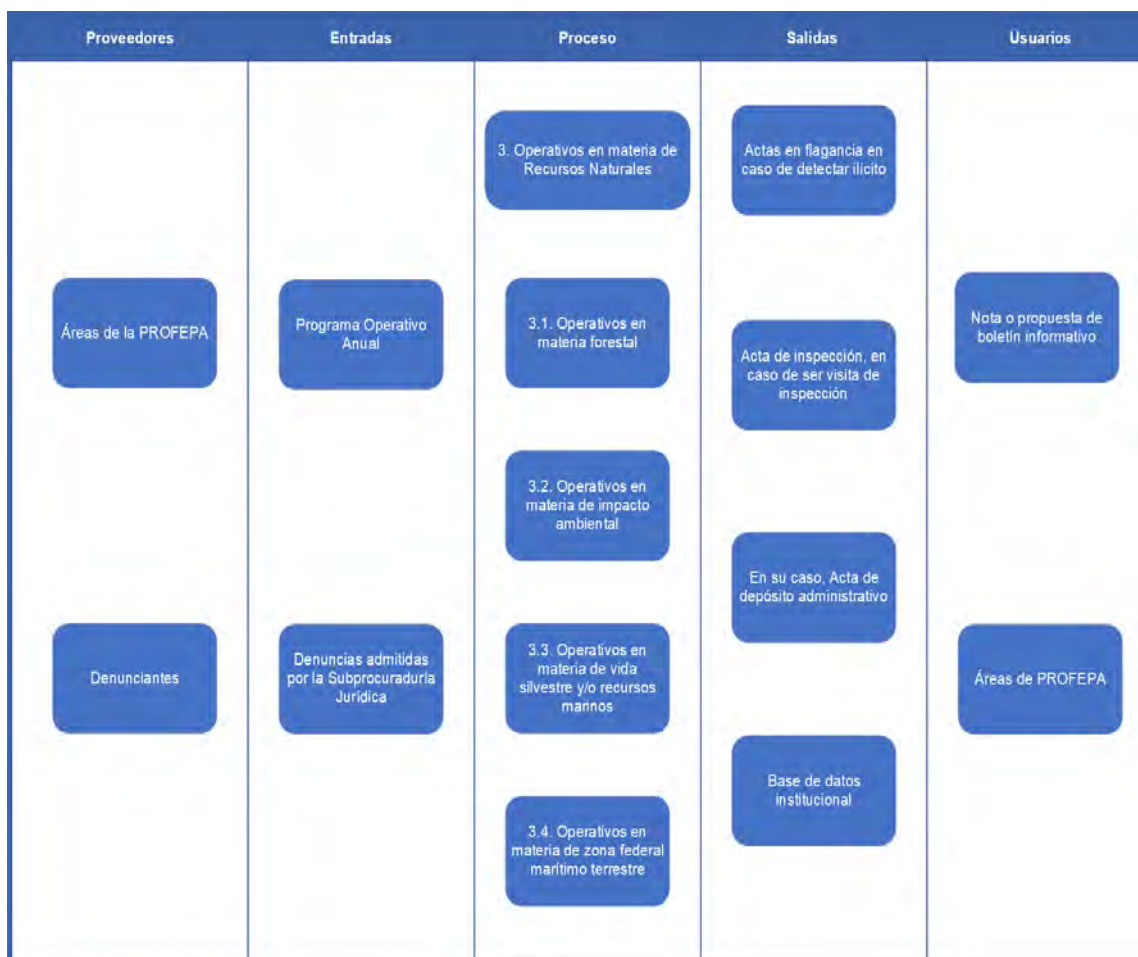 Proveedores
Entradas
Proceso
Salidas
Usuarios
Áreas de la PROFEPA
Denunciantes
Programa Operativo
Anual
Denuncias admitidas
por la Subprocuraduría
Jurídica
3. Operativos en materia de
Recursos Naturales
3.1. Operativos en
materia forestal
3.2. Operativos en
materia de impacto
ambiental
3.3. Operativos en
materia de vida
silvestre y/o recursos
marinos
3.4. Operativos en
materia de zona federal
marítimo terrestre
Actas en flagancia en
caso de detectar ilícito
Acta de inspección, en
caso de ser visita de
inspección
En su caso, Acta de
depósito administrativo
Base de datos
institucional
Nota o propuesta de
boletín informativo
Áreas de PROFEPA